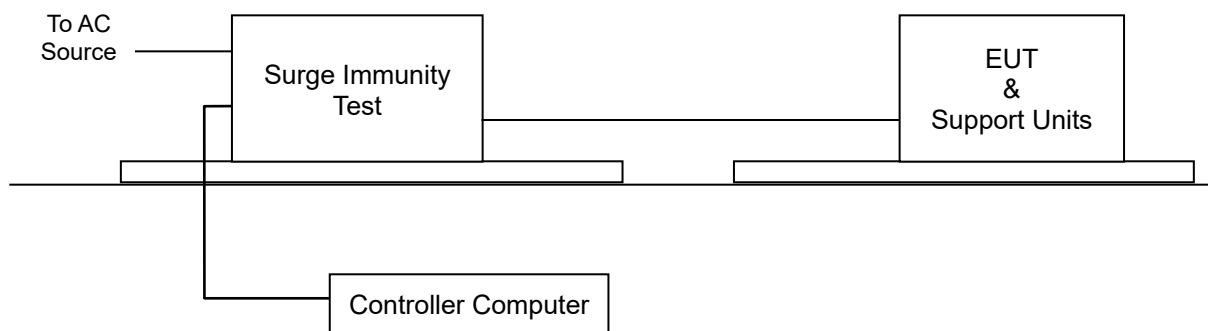 To AC
Source
Surge Immunity
Test
EUT
&
Support Units
Controller Computer